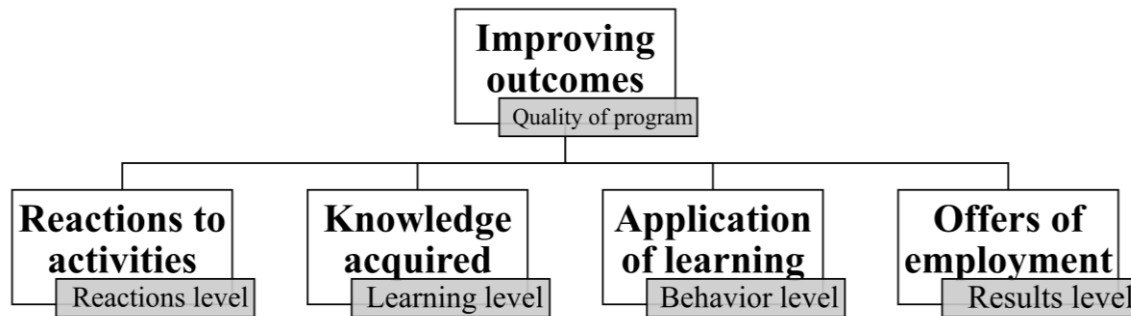 Improving
outcomes
Quality of program
Reactions to
activities
Reactions level
Knowledge
acquired
Learning level
Application
of learning
Behavior level
Offers of
employment
Results level